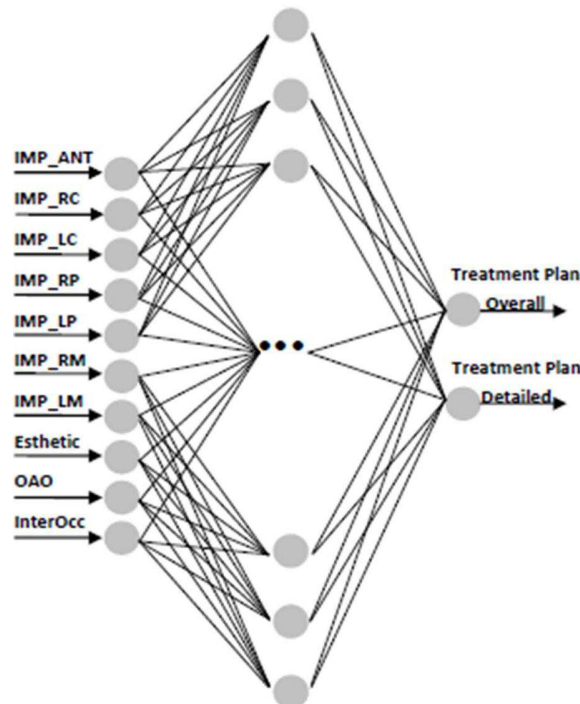 IMP_ANT
IMP_RC
IMP_LC
IMP_RP
IMP_LP
IMP_RM
IMP_LM
Esthetic
OAO
InterOcc
•••
Treatment Plan
Overall
Treatment Plan
Detailed